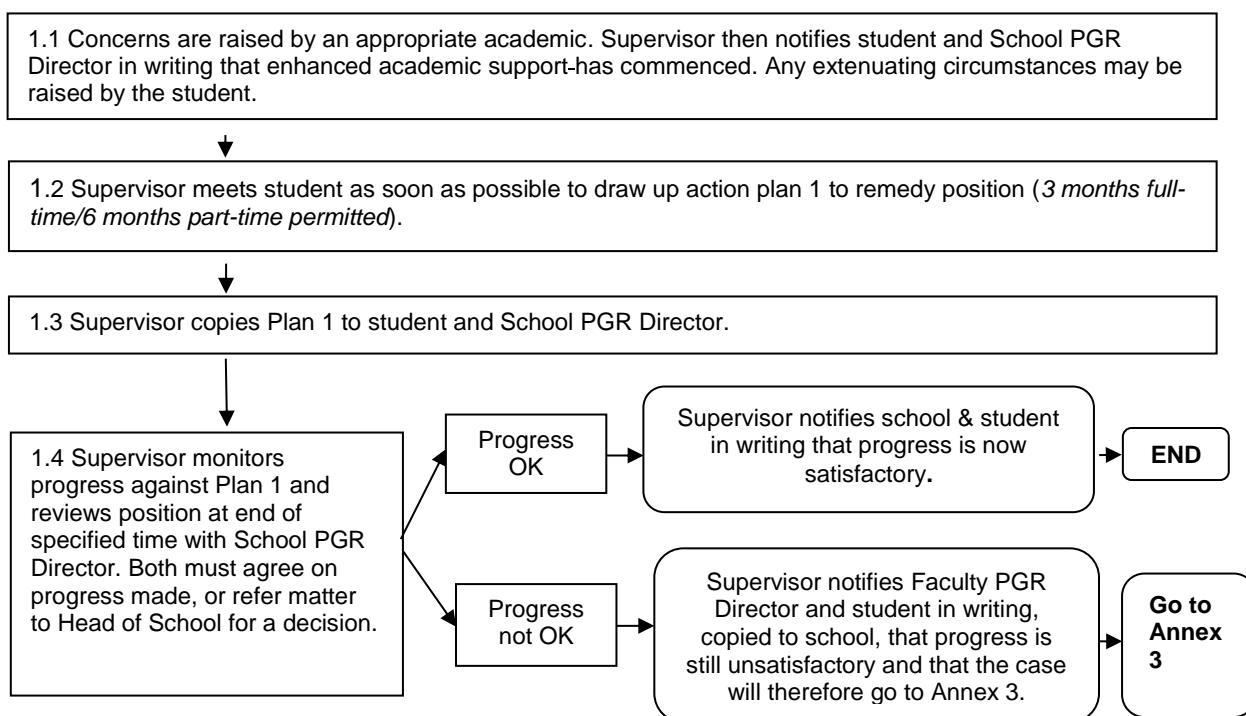 1.1 Concerns are raised by an appropriate academic. Supervisor then notifies student and School PGR
Director in writing that enhanced academic support-has commenced. Any extenuating circumstances may be
raised by the student.
1.2 Supervisor meets student as soon as possible to draw up action plan 1 to remedy position (3 months full-
time/6 months part-time permitted).
1.3 Supervisor copies Plan 1 to student and School PGR Director.
1.4 Supervisor monitors
progress against Plan 1 and
reviews position at end of
specified time with School PGR
Director. Both must agree on
progress made, or refer matter
to Head of School for a decision.
Progress
OK
Supervisor notifies school & student
in writing that progress is now
satisfactory.
END
Progress
not OK
Supervisor notifies Faculty PGR
Director and student in writing,
copied to school, that progress is
still unsatisfactory and that the case
will therefore go to Annex 3.
Go to
Annex
3